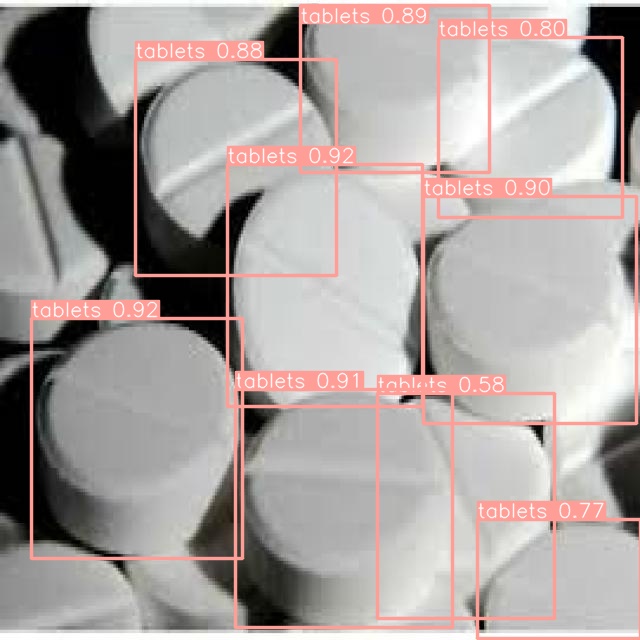 tablets 0.89
tablets 0.80
tablets 0.88
tablets 0.92
tablets 0.90
tablets 0.92
tablets 0.91
tablets 0.58
tablets 0.77